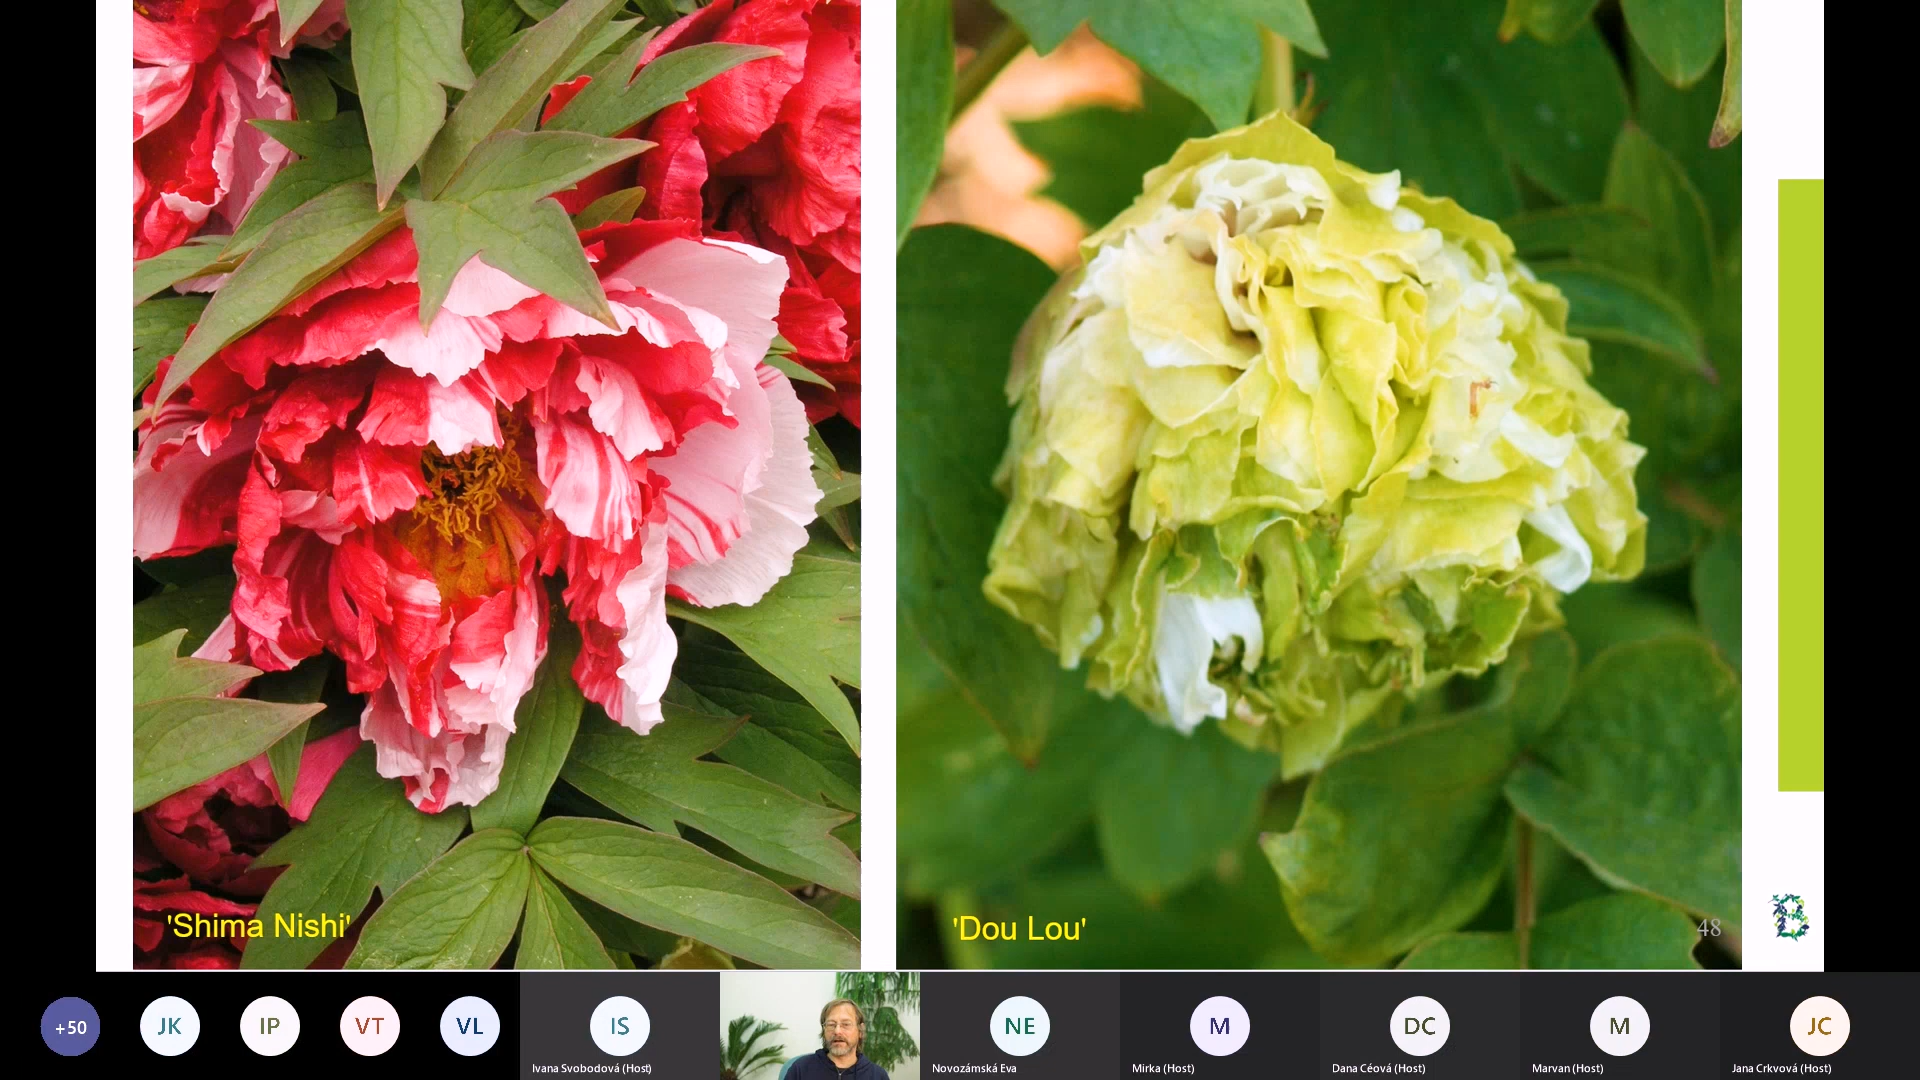 'Shima Nishi'
'Dou Lou'
48
B
+50
JK
IP
VT
VL
IS
NE
M
DC
M
JC
Ivana Svobodová (Host)
Novozámská Eva
Mirka (Host)
Dana Céová (Host)
Marvan (Host)
Jana Crkvová (Host)